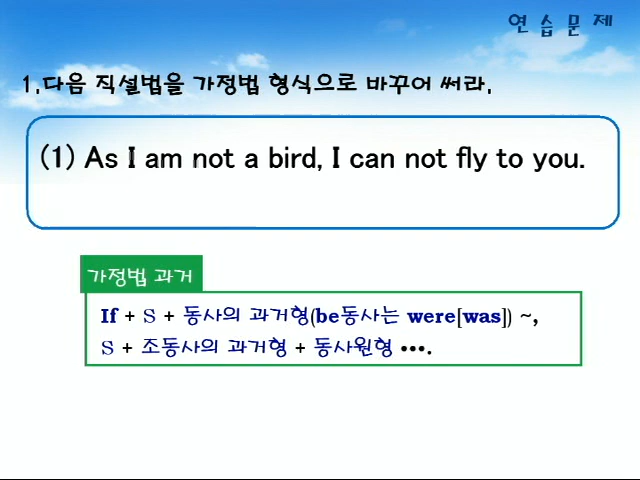 연 습 문 제
1.다음 직설법을 가정법 형식으로 바꾸어 써라.
(1) As I am not a bird, I can not fly to you.
가정법 과거
If + S + 동사의 과거형(be동사는 were[was]) ~,
S + 조동사의 과거형 + 동사원형 •••.